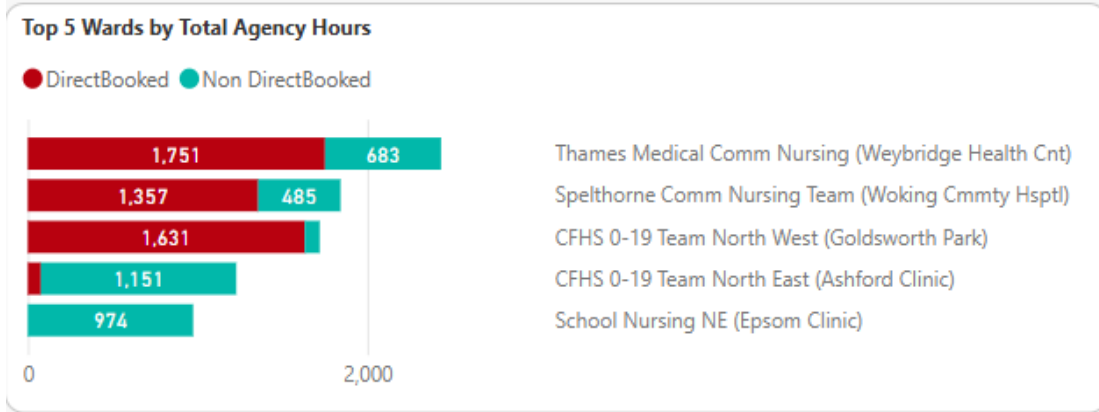 Top 5 Wards by Total Agency Hours
DirectBooked Non DirectBooked
1,751 683 Thames Medical Comm Nursing (Weybridge Health Cnt)
1,357 485 Spelthorne Comm Nursing Team (Woking Cmmty Hsptl)
1,631 CFHS 0-19 Team North West (Goldsworth Park)
1,151 CFHS 0-19 Team North East (Ashford Clinic)
974 School Nursing NE (Epsom Clinic)
0 2,000